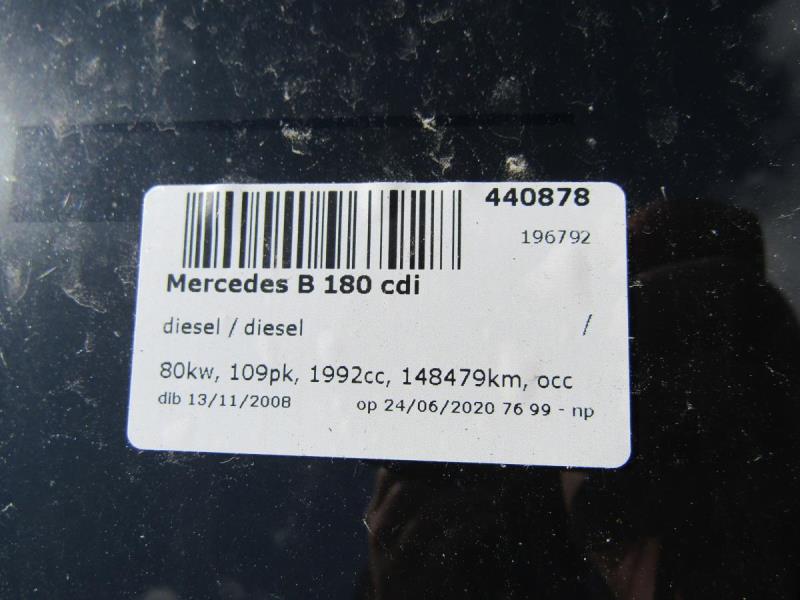 440878
196792
Mercedes B 180 cdi
diesel / diesel /
80kw, 109pk, 1992cc, 148479km, occ
dib 13/11/2008 op 24/06/2020 76 99 - np